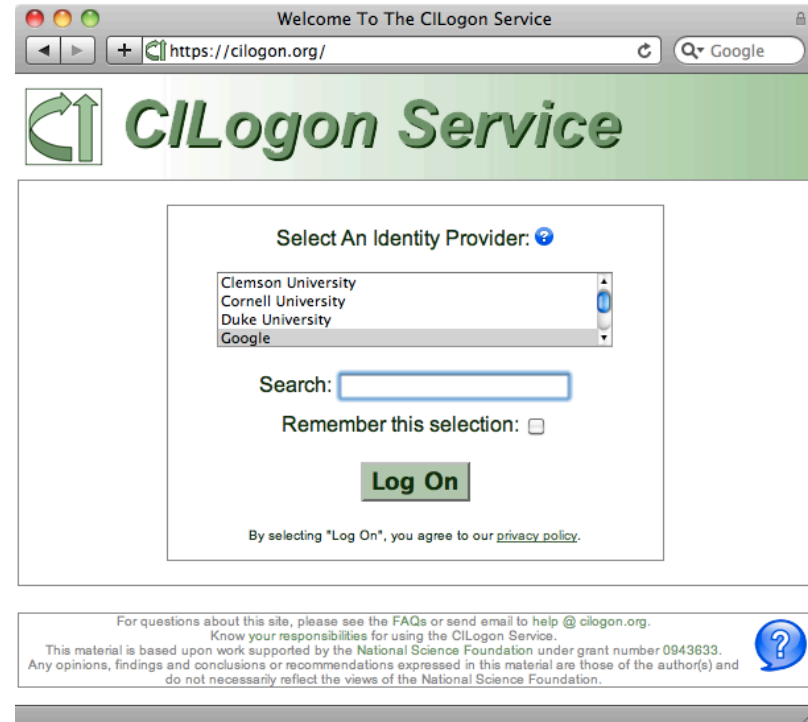 Welcome To The CILogon Service
https://cilogon.org/
Google
CILogon Service
Select An Identity Provider:
Clemson University
Cornell University
Duke University
Google
Search:
Remember this selection:
Log On
By selecting "Log On", you agree to our privacy policy.
For questions about this site, please see the FAQs or send email to help @ cilogon.org.
Know your responsibilities for using the CILogon Service.
This material is based upon work supported by the National Science Foundation under grant number 0943633.
Any opinions, findings and conclusions or recommendations expressed in this material are those of the author(s) and
do not necessarily reflect the views of the National Science Foundation.